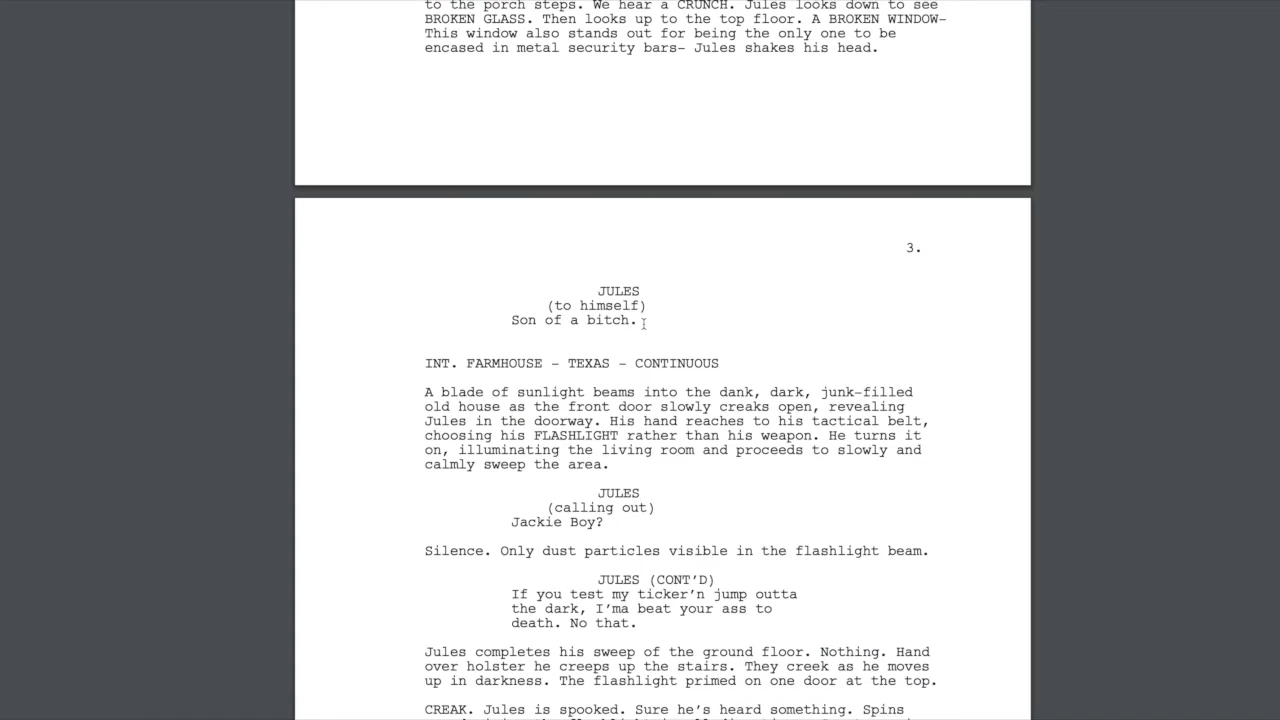 to the porch steps. We hear a CRUNCH. Jules looks down to see
BROKEN GLASS. Then looks up to the top floor. A BROKEN WINDOW-
This window also stands out for being the only one to be
encased in metal security bars- Jules shakes his head.
3.
JULES
(to himself)
Son of a bitch.
INT. FARMHOUSE - TEXAS - CONTINUOUS
A blade of sunlight beams into the dank, dark, junk-filled
old house as the front door slowly creaks open, revealing
Jules in the doorway. His hand reaches to his tactical belt,
choosing his FLASHLIGHT rather than his weapon. He turns it
on, illuminating the living room and proceeds to slowly and
calmly sweep the area.
JULES
(calling out)
Jackie Boy?
Silence. Only dust particles visible in the flashlight beam.
JULES (CONT'D)
If you test my ticker'n jump outta
the dark, I'ma beat your ass to
death. No that.
Jules completes his sweep of the ground floor. Nothing. Hand
over holster he creeps up the stairs. They creek as he moves
up in darkness. The flashlight primed on one door at the top.
CREAK. Jules is spooked. Sure he's heard something. Spins